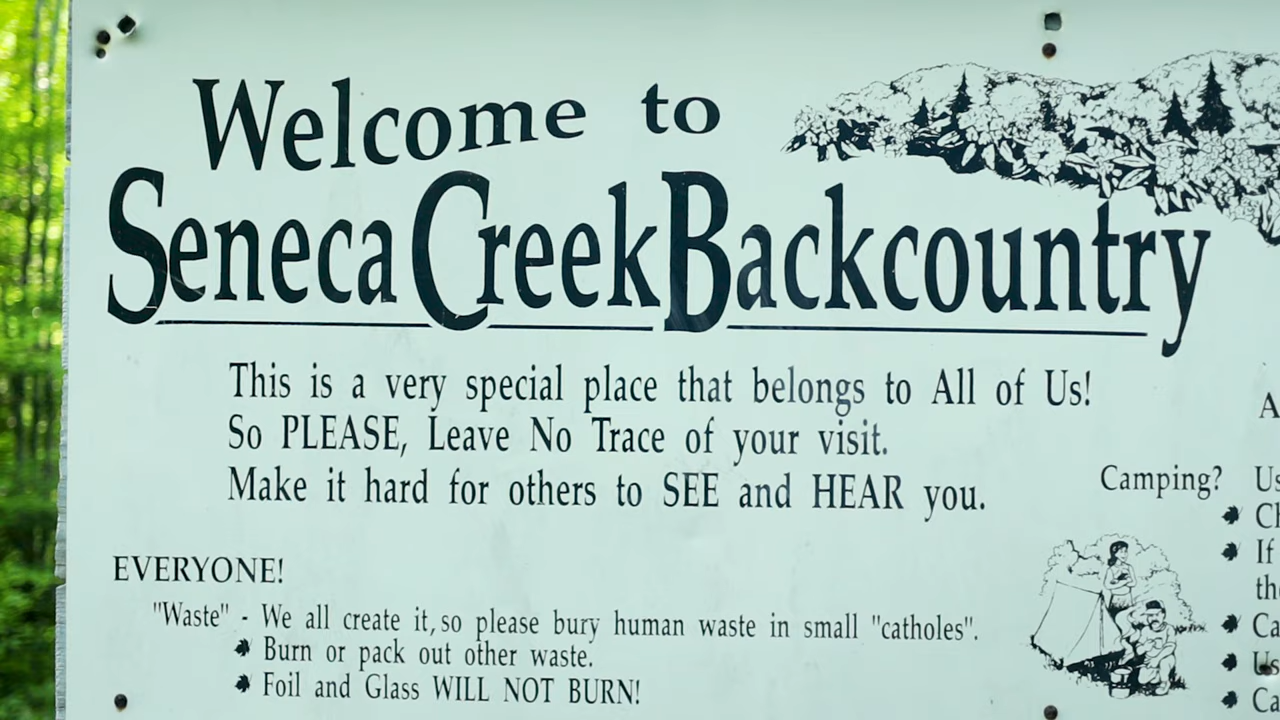 Welcome to
Seneca Creek Backcountry
This is a very special place that belongs to All of Us!
So PLEASE, Leave No Trace of your visit.
Make it hard for others to SEE and HEAR you.
Camping?
If
EVERYONE!
"Waste" - We all create it, so please bury human waste in small "catholes".
Burn or pack out other waste.
Foil and Glass WILL NOT BURN!